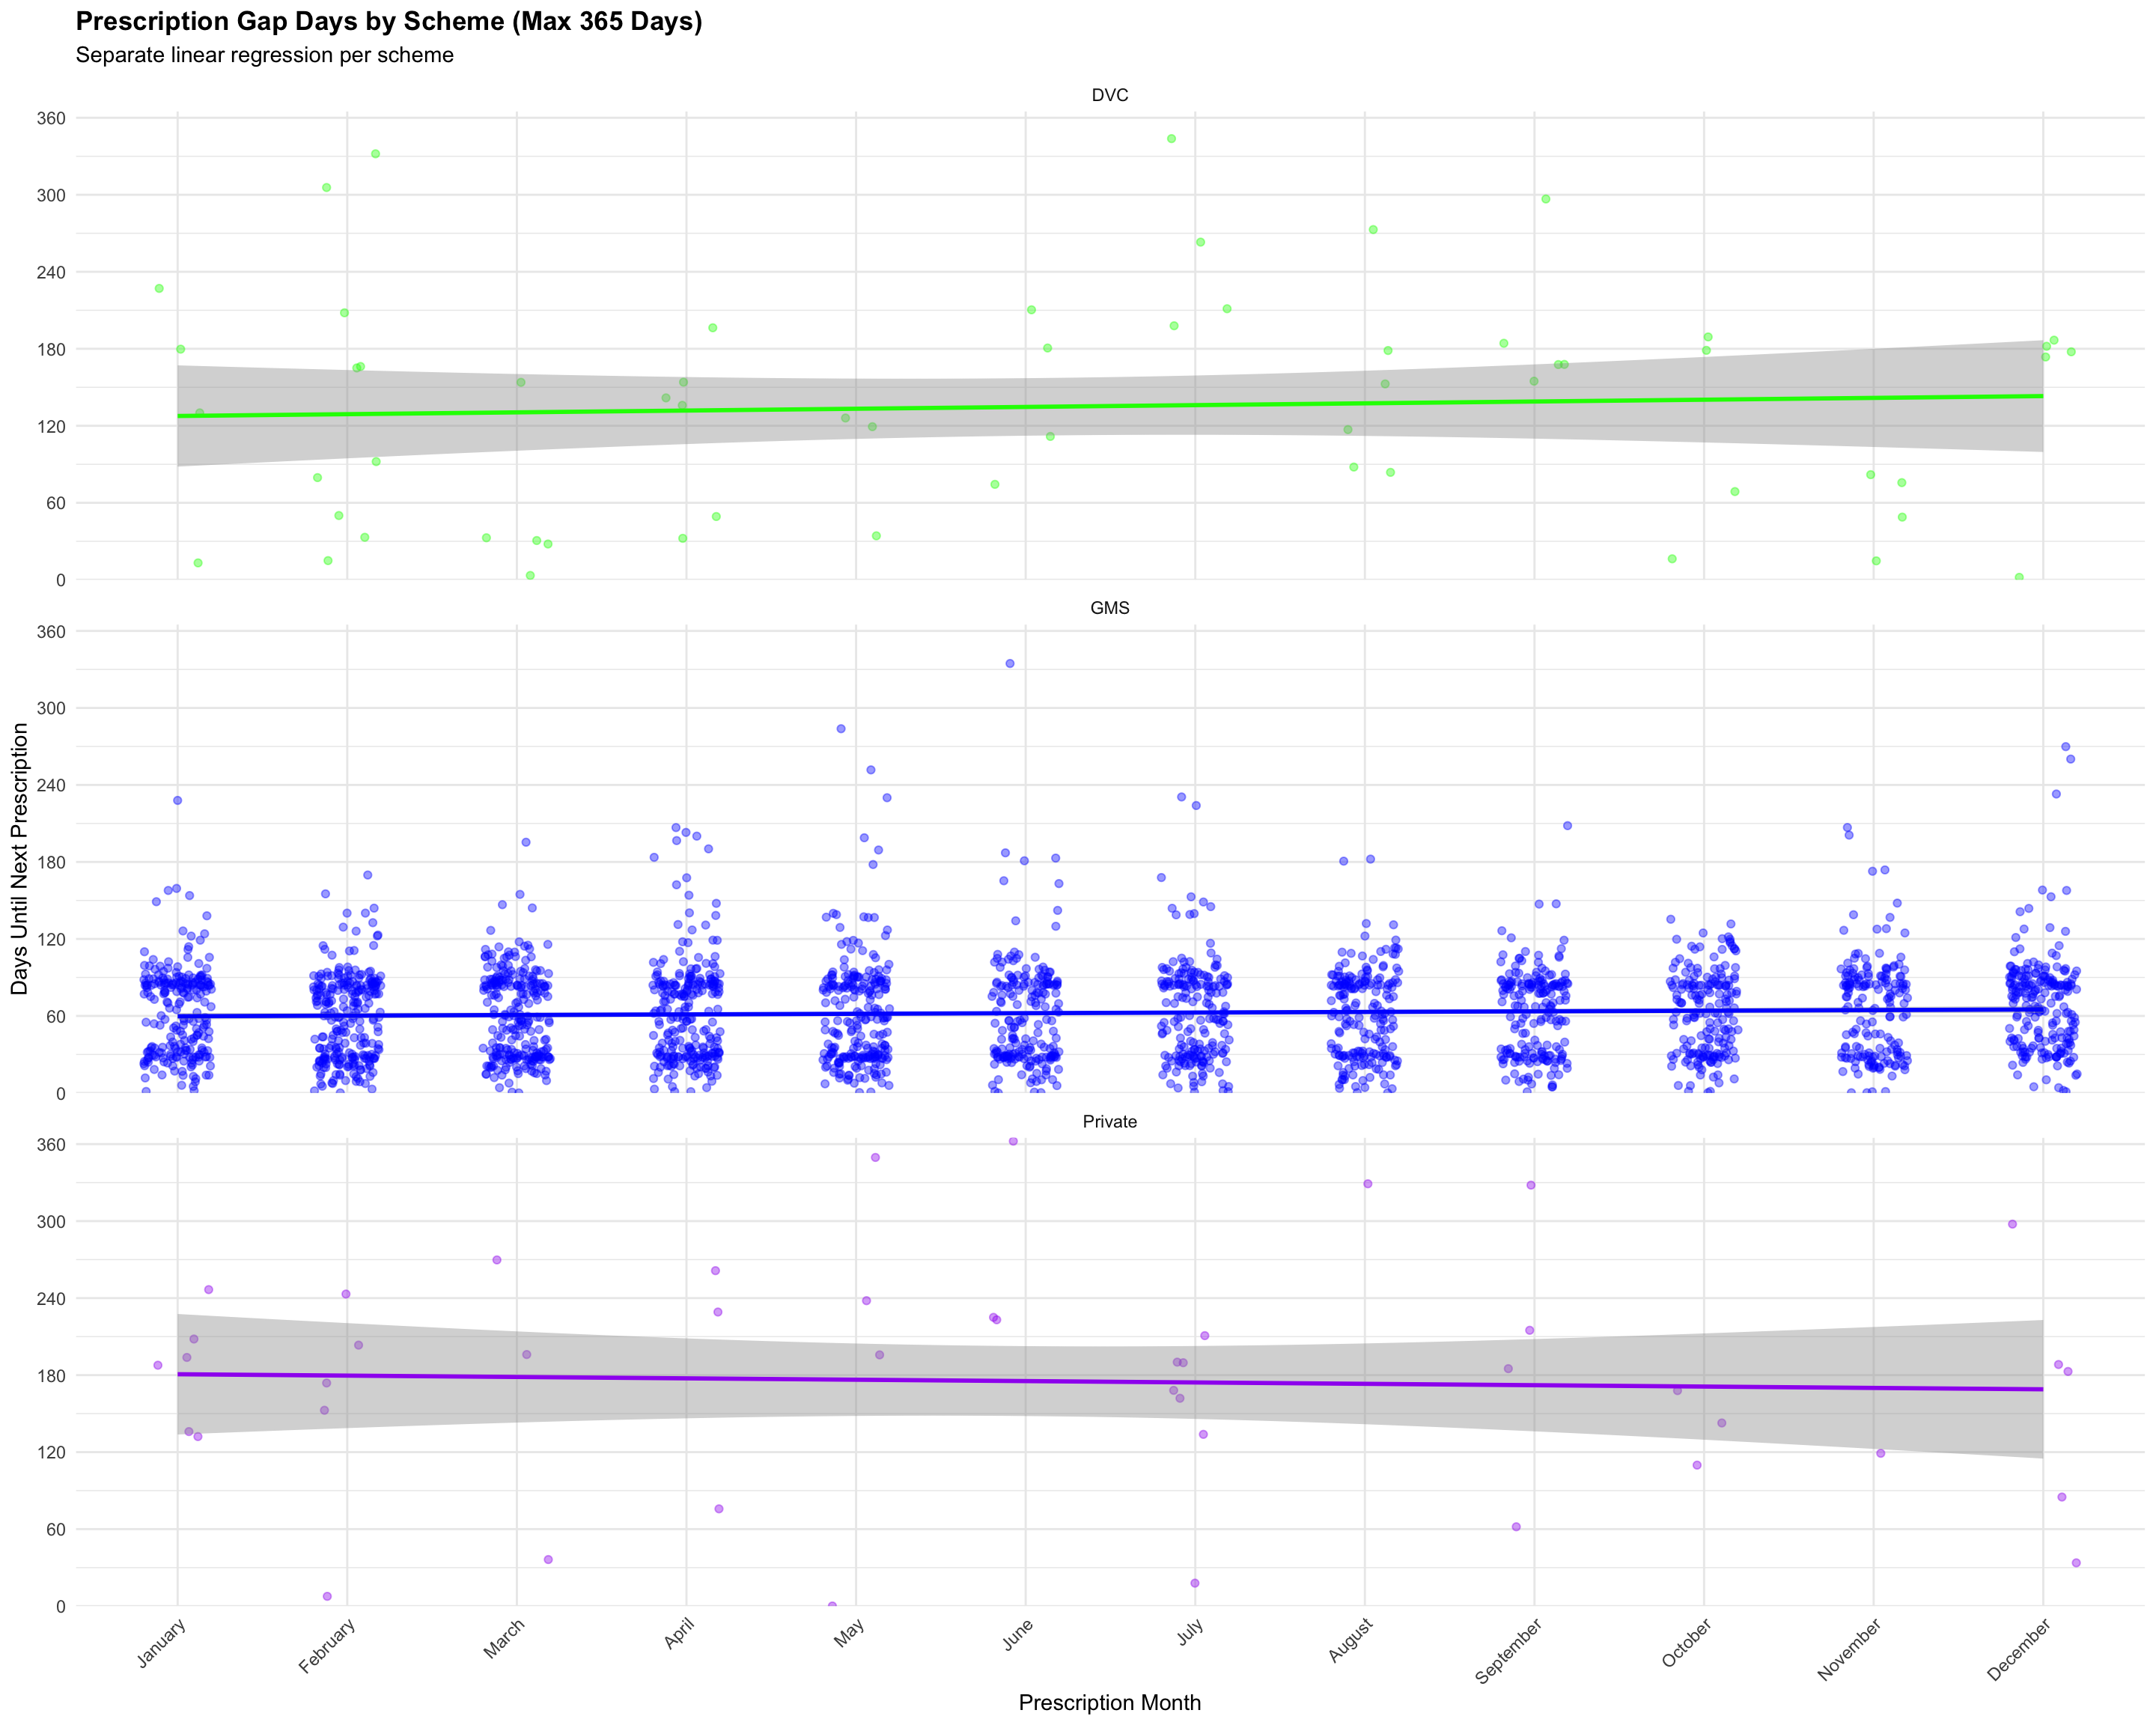 Prescription Gap Days by Scheme (Max 365 Days)
Separate linear regression per scheme
DVC
360
300
240
180
120
60
0
GMS
360
300
240
180
120
60
0
Days Until Next Prescription
Private
360
300
240
180
120
60
0
January
February
March
April
May
June
July
August
September
October
November
December
Prescription Month